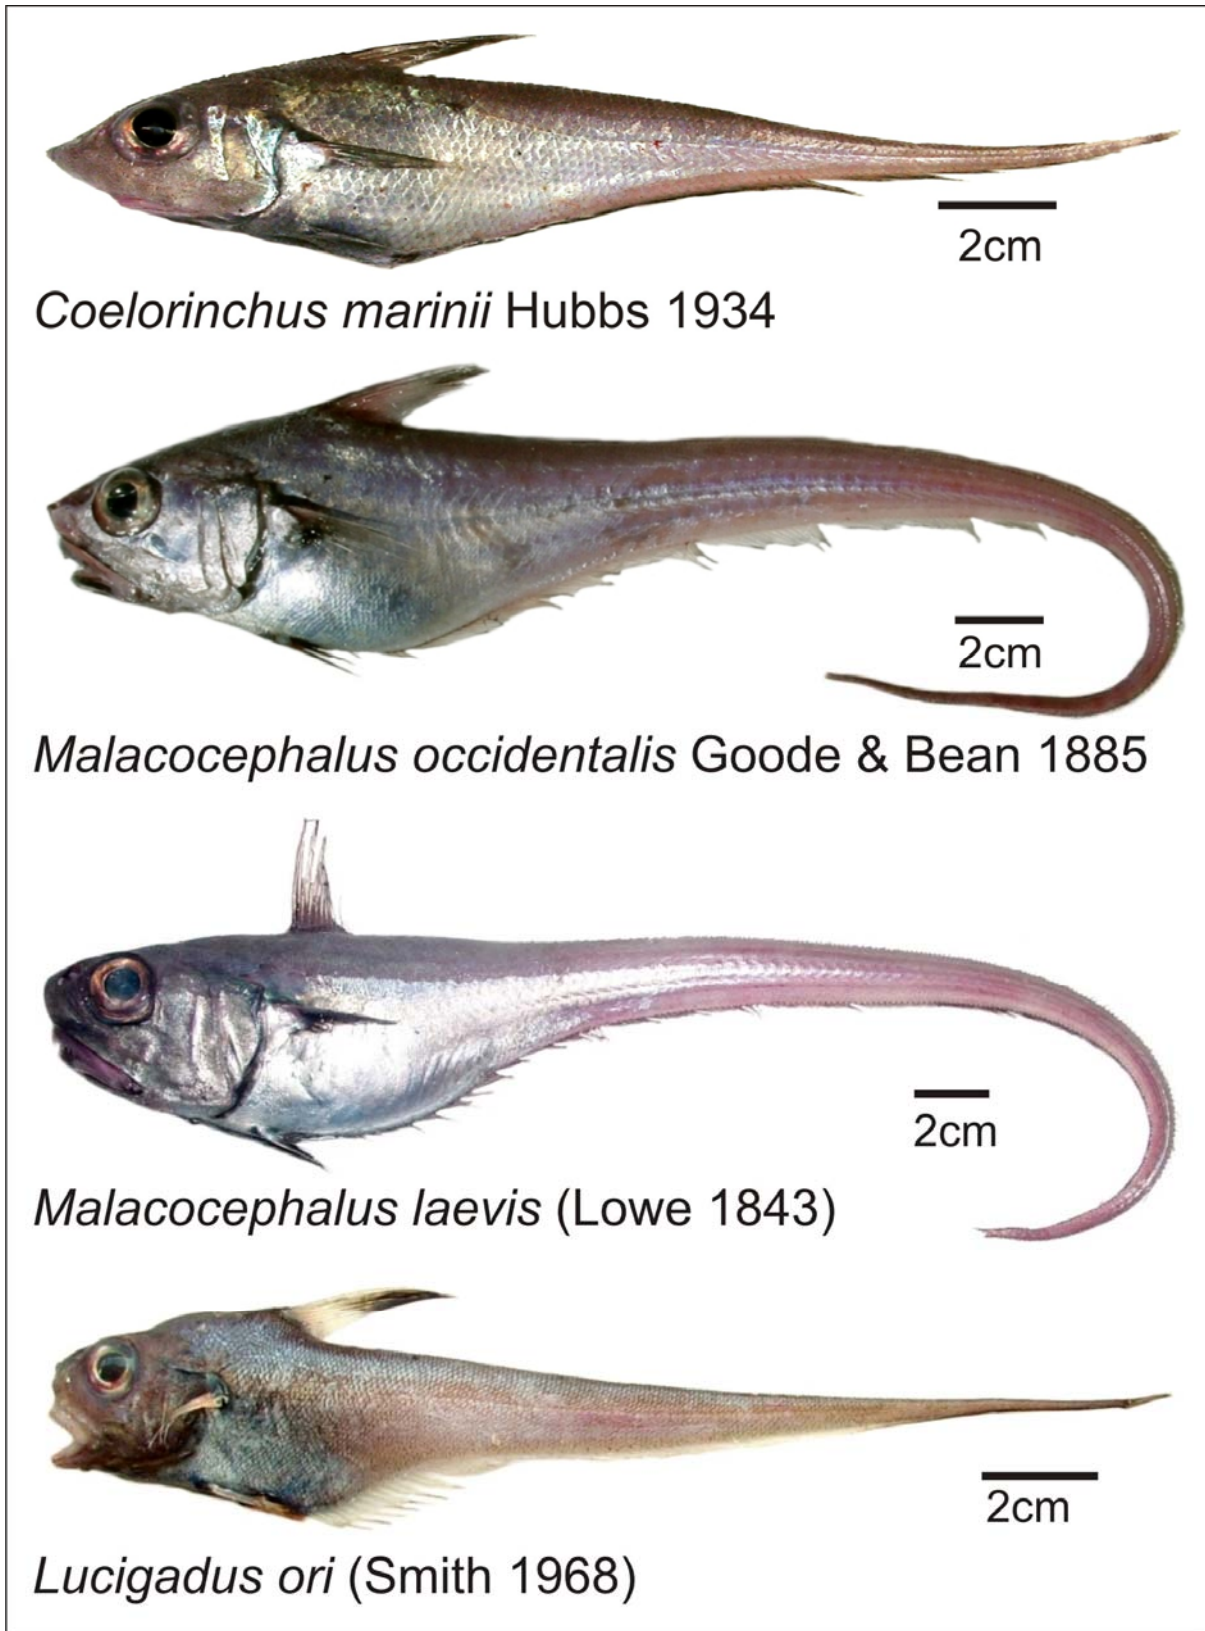 2cm
Coelorinchus marinii Hubbs 1934
2cm
Malacocephalus occidentalis Goode & Bean 1885
2cm
Malacocephalus laevis (Lowe 1843)
2cm
Lucigadus ori (Smith 1968)